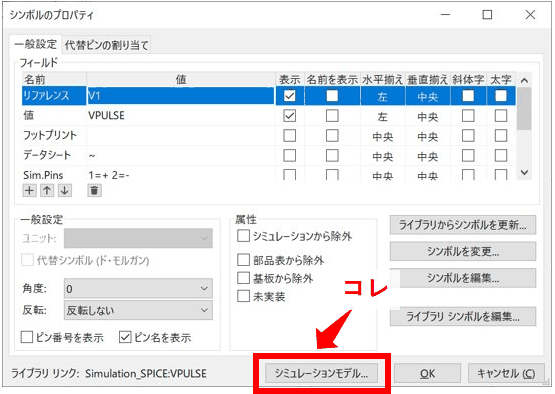 シンボルのプロパティ
一般設定 代替ピンの割り当て
フィールド
名前 値 表示 名前を表示 水平揃え 垂直揃え 斜体字 太字
リファレンス V1 左 中央
値 VPULSE 左 中央
フットプリント 中央 中央
データシート ~ 中央 中央
Sim.Pins 1=+ 2=- 中央 中央
一般設定
ユニット:
代替シンボル (ド・モルガン)
角度: 0
反転: 反転しない
ピン番号を表示 ピン名を表示
属性
シミュレーションから除外
部品表から除外
基板から除外
未実装
コレ
ライブラリからシンボルを更新...
シンボルを変更...
シンボルを編集...
ライブラリ シンボルを編集...
ライブラリ リンク: Simulation_SPICE:VPULSE シミュレーションモデル... OK キャンセル (C)